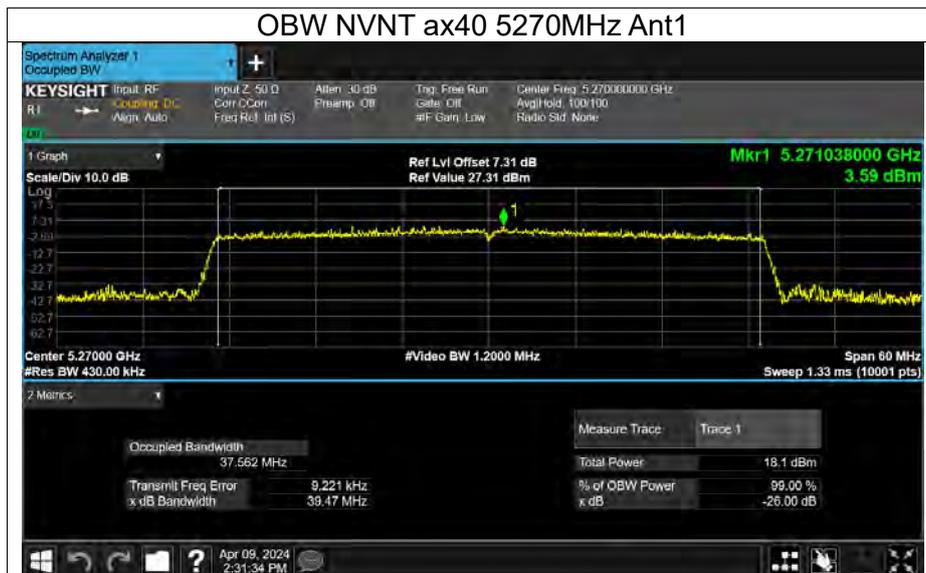 OBW NVNT ax40 5270MHz Ant1
Spectrum Analyzer 1
Occupied BW
+
KEYSIGHT Input: RF Input Z: 50 Ω Atten: 30 dB Trig: Free Run Center Freq: 5.270000000 GHz
Coupling: DC Corr CCorr Preamp: Off Gate: Off Avg|Hold: 100/100
Align: Auto Freq Ref: Int (S) #IF Gain: Low Radio Std: None
1 Graph
Ref Lvl Offset 7.31 dB
Mkr1 5.271038000 GHz
Scale/Div 10.0 dB Ref Value 27.31 dBm 3.59 dBm
Log
17.3
7.31
1
-2.69
-12.7
-22.7
-32.7
-42.7
-52.7
-62.7
Center 5.27000 GHz #Video BW 1.2000 MHz Span 60 MHz
#Res BW 430.00 kHz Sweep 1.33 ms (10001 pts)
2 Metrics
Measure Trace Trace 1
Occupied Bandwidth
37.562 MHz Total Power 18.1 dBm
Transmit Freq Error 9.221 kHz % of OBW Power 99.00 %
x dB Bandwidth 39.47 MHz x dB -26.00 dB
?
Apr 09, 2024
2:31:34 PM